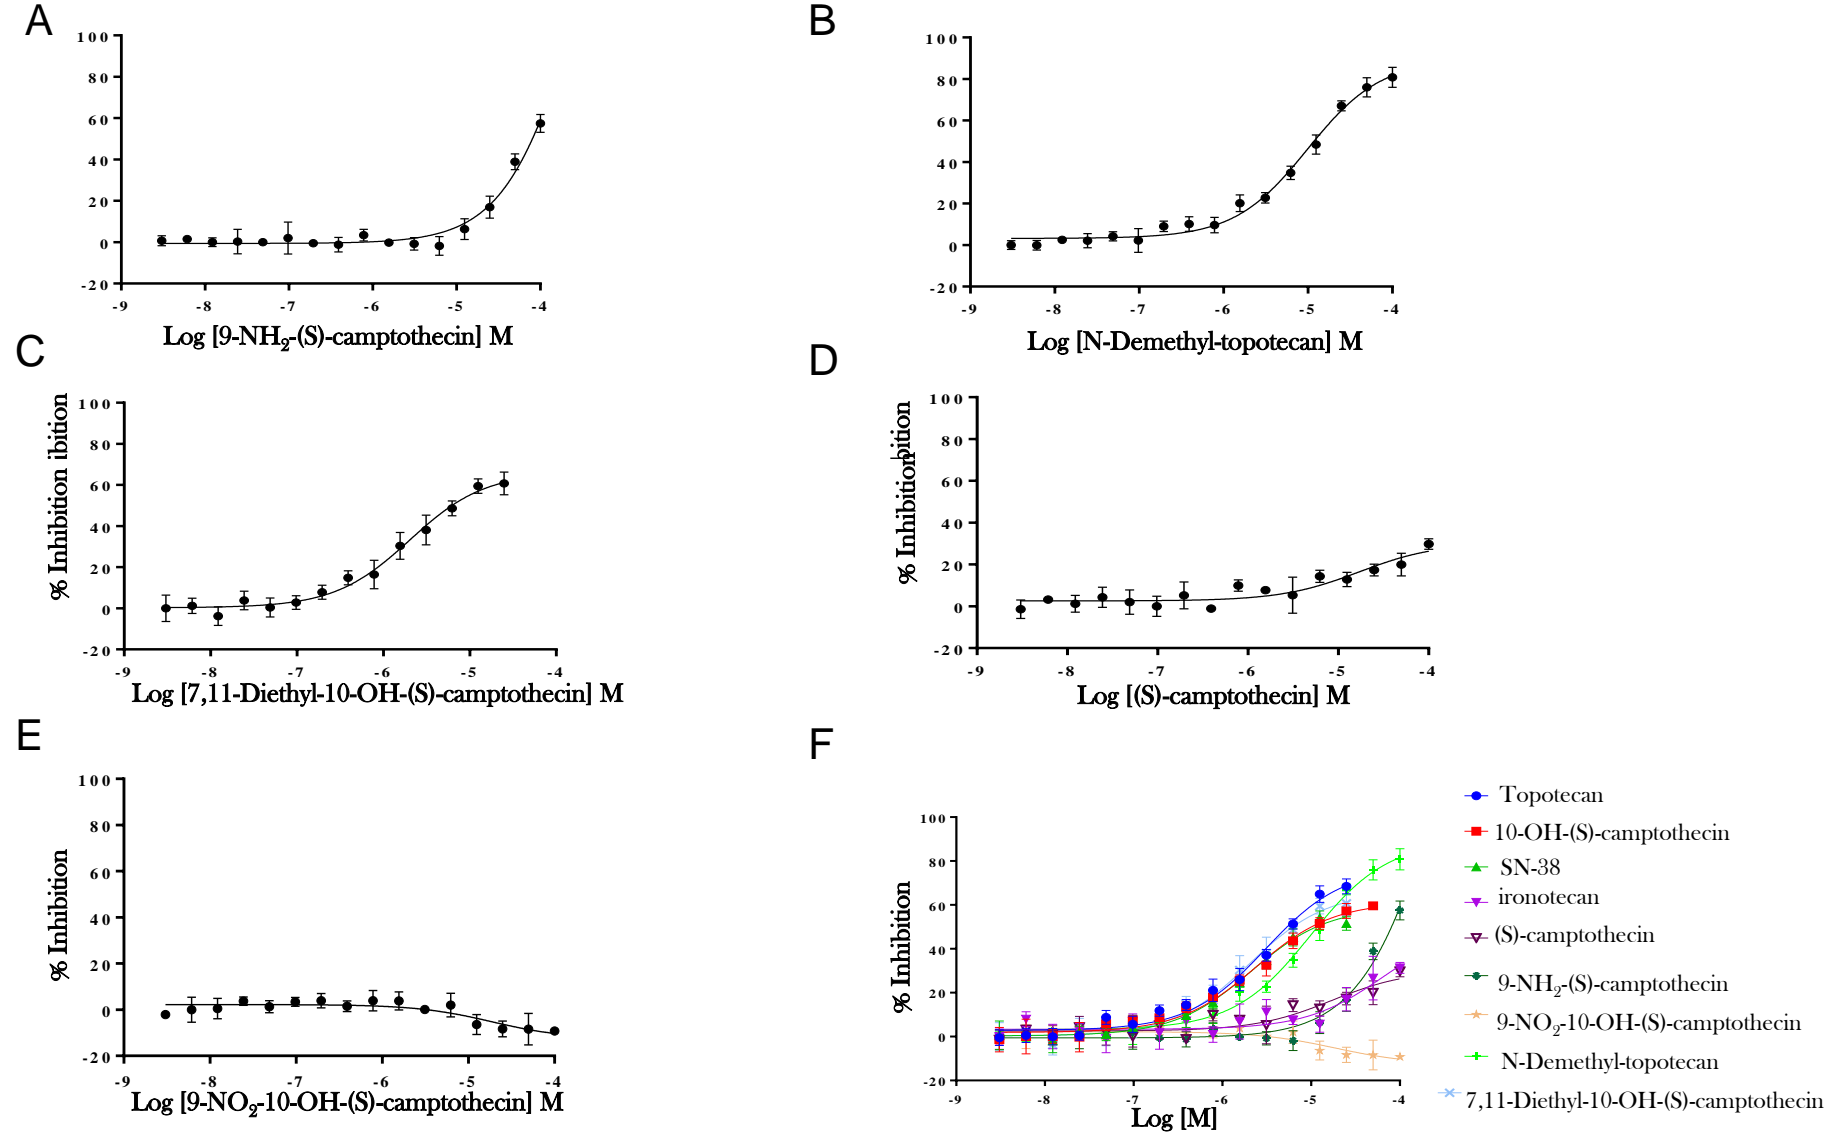 A
100
80
60
40
20
0
-20
-9 -8 -7 -6 -5 -4
Log [9-NH2-(S)-camptothecin] M
B
100
80
60
40
20
0
-20
-9 -8 -7 -6 -5 -4
Log [N-Demethyl-topotecan] M
C
% Inhibition ibition
100
80
60
40
20
0
-20
-9 -8 -7 -6 -5 -4
Log [7,11-Diethyl-10-OH-(S)-camptothecin] M
D
% Inhibition bition
100
80
60
40
20
0
-20
-9 -8 -7 -6 -5 -4
Log [(S)-camptothecin] M
E
% Inhibition
100
80
60
40
20
0
-20
-9 -8 -7 -6 -5 -4
Log [9-NO2-10-OH-(S)-camptothecin] M
F
% Inhibition
100
80
60
40
20
0
-20
-9 -8 -7 -6 -5 -4
Log [M]
Topotecan
10-OH-(S)-camptothecin
SN-38
ironotecan
(S)-camptothecin
9-NH2-(S)-camptothecin
9-NO2-10-OH-(S)-camptothecin
N-Demethyl-topotecan
7,11-Diethyl-10-OH-(S)-camptothecin